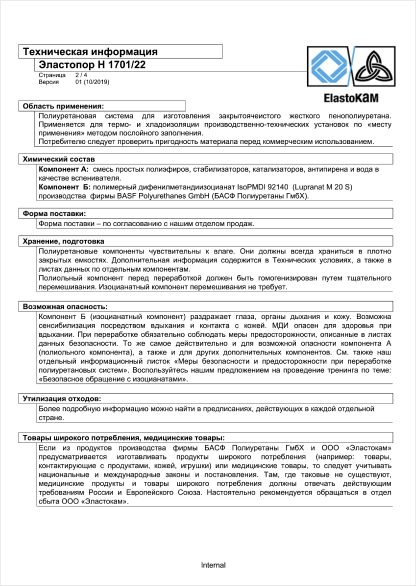 Техническая информация
Эластопор Н 1701/22
Страница 2 / 4
Версия 01 (10/2019)
ElastoKAM
Область применения:
Полиуретановая система для изготовления закрытоячеистого жесткого пенополиуретана.
Применяется для термо- и хладоизоляции производственно-технических установок по «месту
применения» методом послойного заполнения.
Потребителю следует проверить пригодность материала перед коммерческим использованием.
Химический состав
Компонент А: смесь простых полиэфиров, стабилизаторов, катализаторов, антипирена и вода в
качестве вспенивателя.
Компонент Б: полимерный дифенилметандиизоцианат IsoPMDI 92140 (Lupranat M 20 S)
производства фирмы BASF Polyurethanes GmbH (БАСФ Полиуретаны ГмбХ).
Форма поставки:
Форма поставки – по согласованию с нашим отделом продаж.
Хранение, подготовка
Полиуретановые компоненты чувствительны к влаге. Они должны всегда храниться в плотно
закрытых емкостях. Дополнительная информация содержится в Технических условиях, а также в
листах данных по отдельным компонентам.
Полиольный компонент перед переработкой должен быть гомогенизирован путем тщательного
перемешивания. Изоцианатный компонент перемешивания не требует.
Возможная опасность:
Компонент Б (изоцианатный компонент) раздражает глаза, органы дыхания и кожу. Возможна
сенсибилизация посредством вдыхания и контакта с кожей. МДИ опасен для здоровья при
вдыхании. При переработке обязательно соблюдать меры предосторожности, описанные в листах
данных безопасности. То же самое действительно и для возможной опасности компонента А
(полиольного компонента), а также и для других дополнительных компонентов. См. также наш
отдельный информационный листок «Меры безопасности и предосторожности при переработке
полиуретановых систем». Воспользуйтесь нашим предложением на проведение тренинга по теме:
«Безопасное обращение с изоцианатами».
Утилизация отходов:
Более подробную информацию можно найти в предписаниях, действующих в каждой отдельной
стране.
Товары широкого потребления, медицинские товары:
Если из продуктов производства фирмы БАСФ Полиуретаны ГмбХ и ООО «Эластокам»
предусматривается изготавливать продукты широкого потребления (например: товары,
контактирующие с продуктами, кожей, игрушки) или медицинские товары, то следует учитывать
национальные и международные законы и постановления. Там, где таковые не существуют,
медицинские продукты и товары широкого потребления должны отвечать действующим
требованиям России и Европейского Союза. Настоятельно рекомендуется обращаться в отдел
сбыта ООО «Эластокам».
Internal